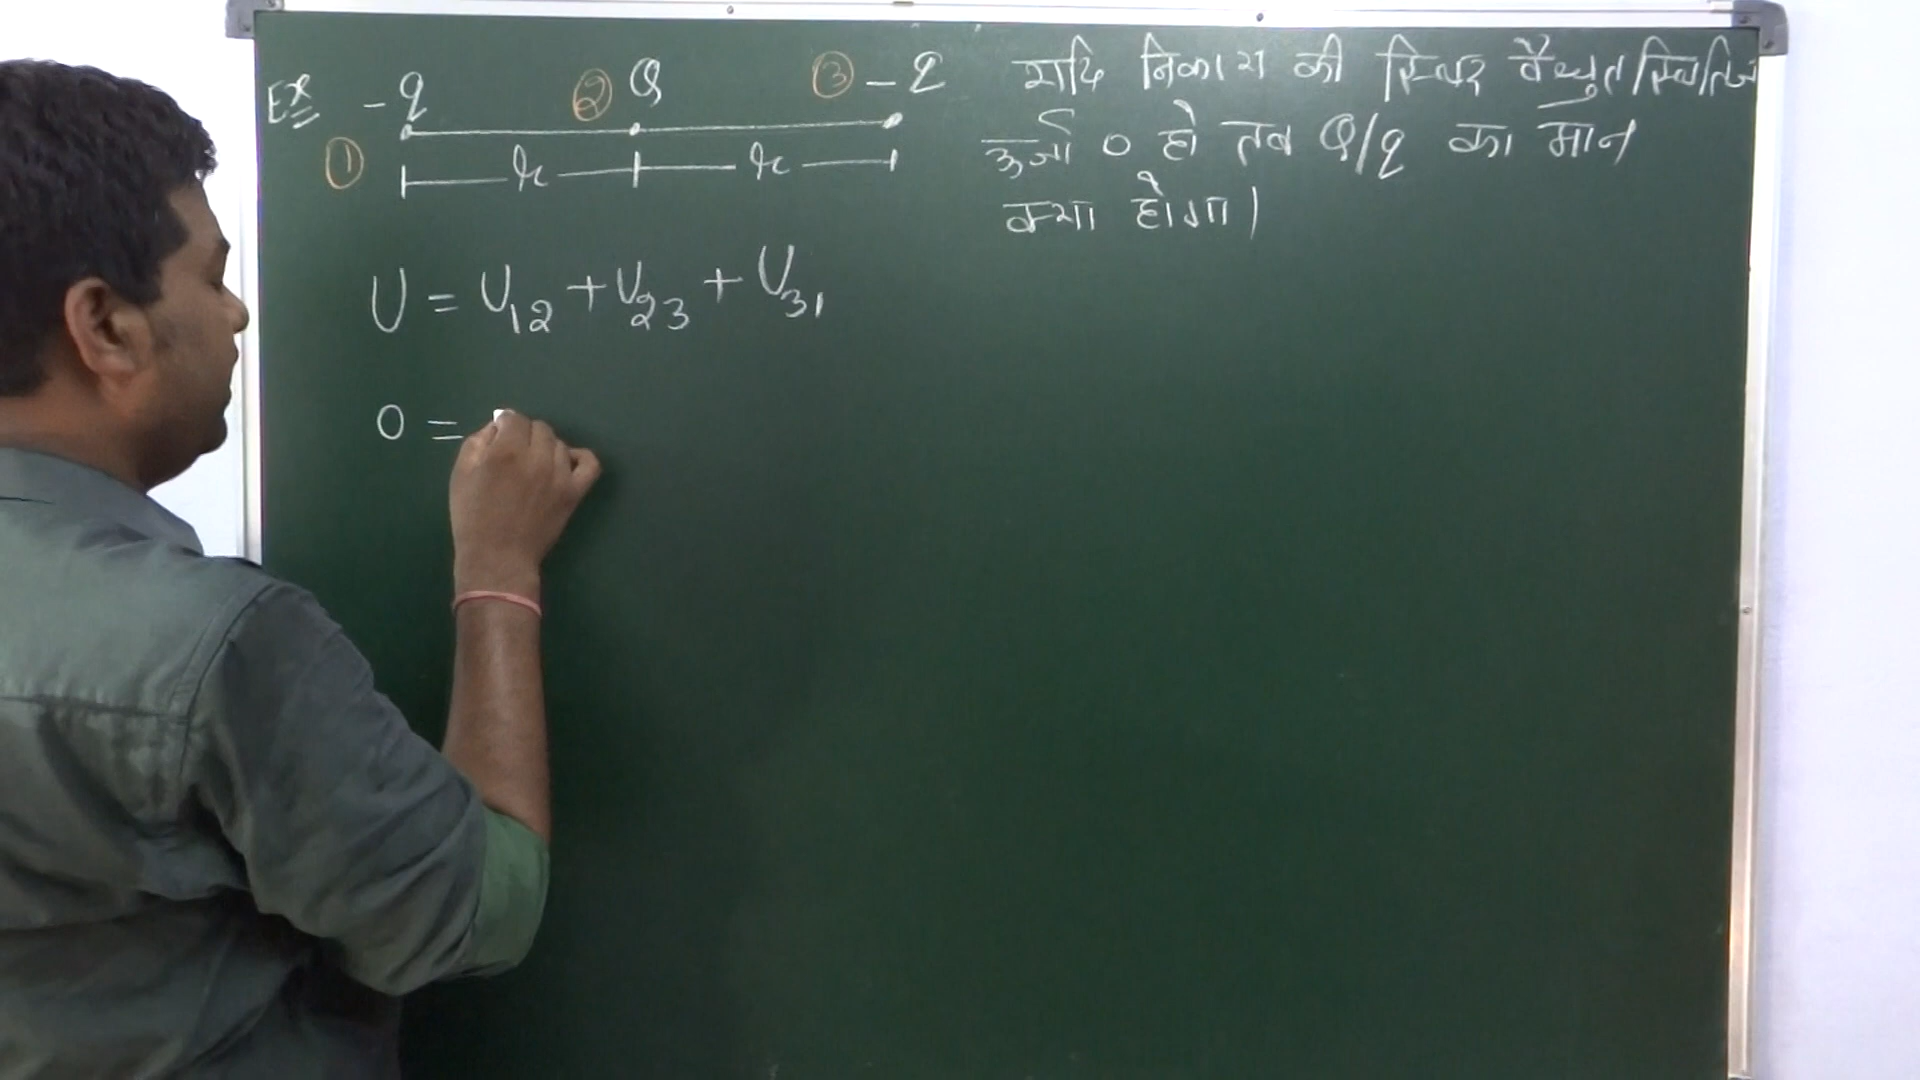 Ex -q ② Q ③ -q
① r r
यदि निकाय की स्थिर वैद्युत स्थितिज
ऊर्जा 0 हो तब Q/q का मान
क्या होगा।
U = U₁₂ + U₂₃ + U₃₁
0 =